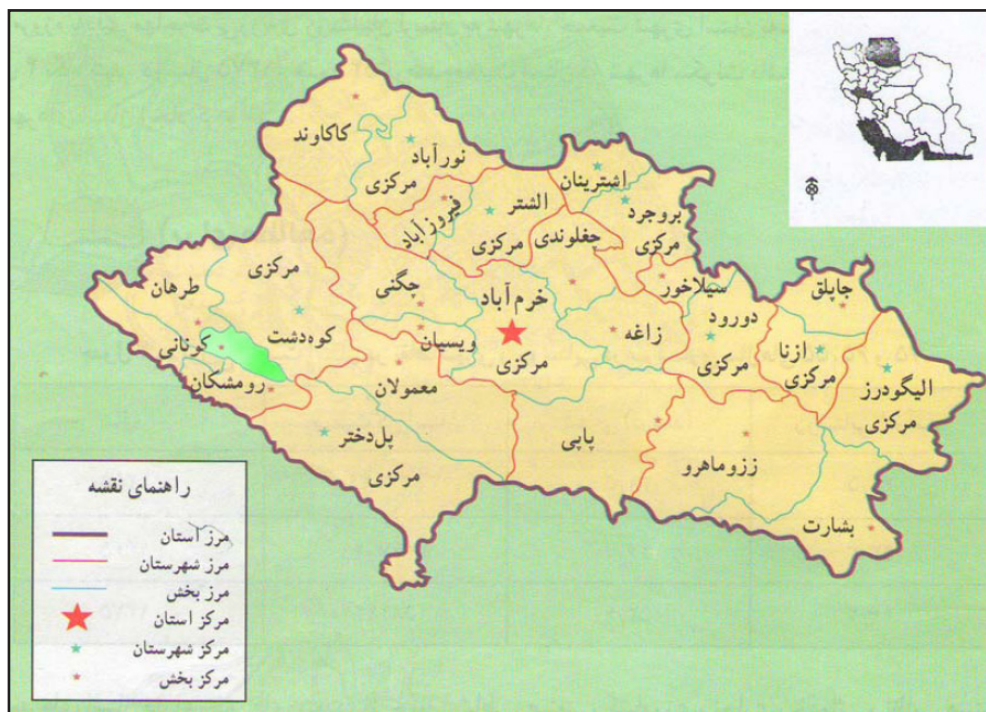 کاکاوند
نورآباد
مرکزی
فیروزآباد
الشتر
مرکزی
اشترینان
بروجرد
مرکزی
چغلوندی
سیلاخور
دورود
مرکزی
چاپلق
ازنا
مرکزی
الیگودرز
مرکزی
طرهان
مرکزی
کوه‌دشت
کونانی
رومشکان
چگنی
ویسیان
معمولان
خرم‌آباد
مرکزی
زاغه
پل‌دختر
مرکزی
پاپی
ززوماهرو
بشارت
راهنمای نقشه
مرز استان
مرز شهرستان
مرز بخش
مرکز استان
مرکز شهرستان
مرکز بخش